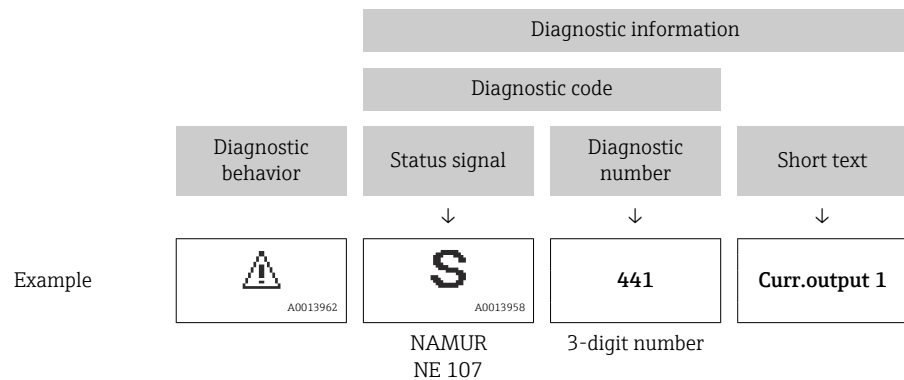 Diagnostic information
Diagnostic code
Diagnostic
behavior
Status signal
Diagnostic
number
Short text
↓ ↓ ↓
Example
A0013962
S
A0013958
441
Curr.output 1
NAMUR
NE 107
3-digit number